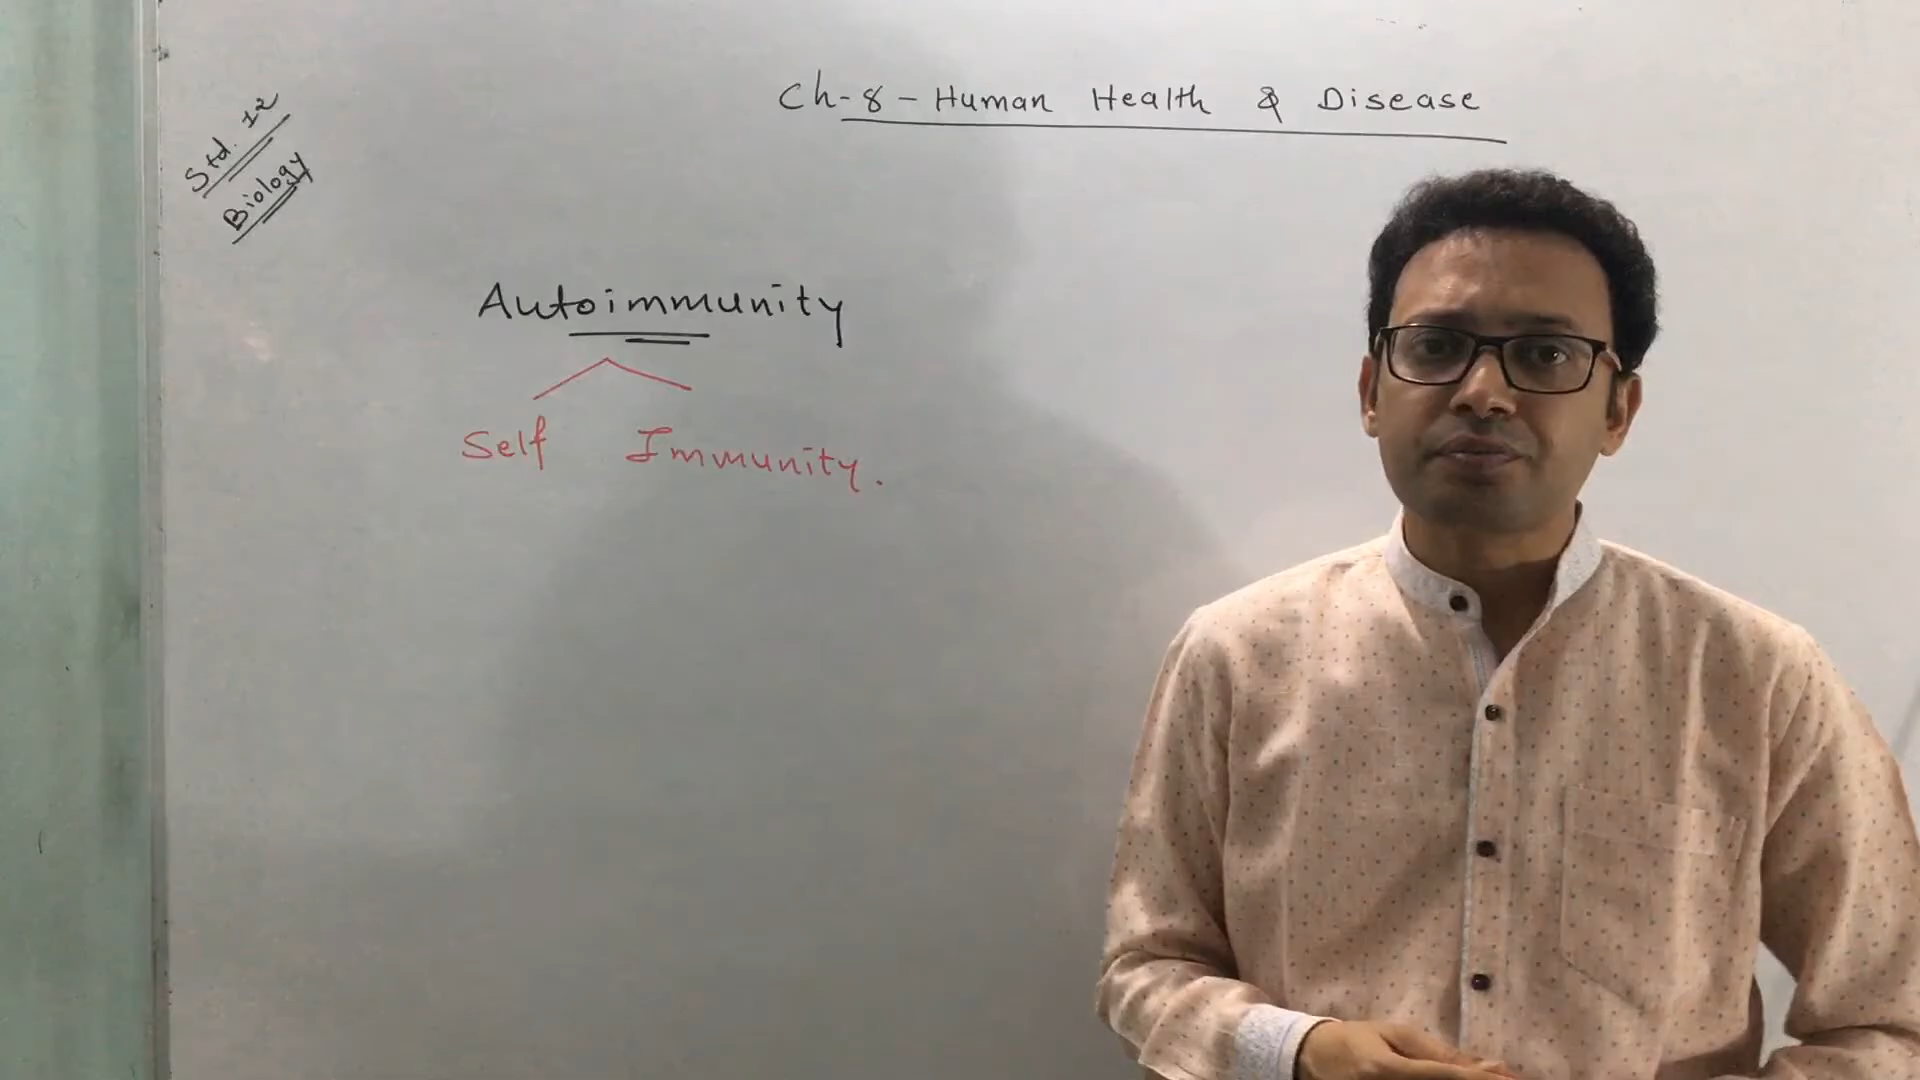 Ch-8 - Human Health & Disease
Std. 12
Biology
Autoimmunity
Self Immunity.